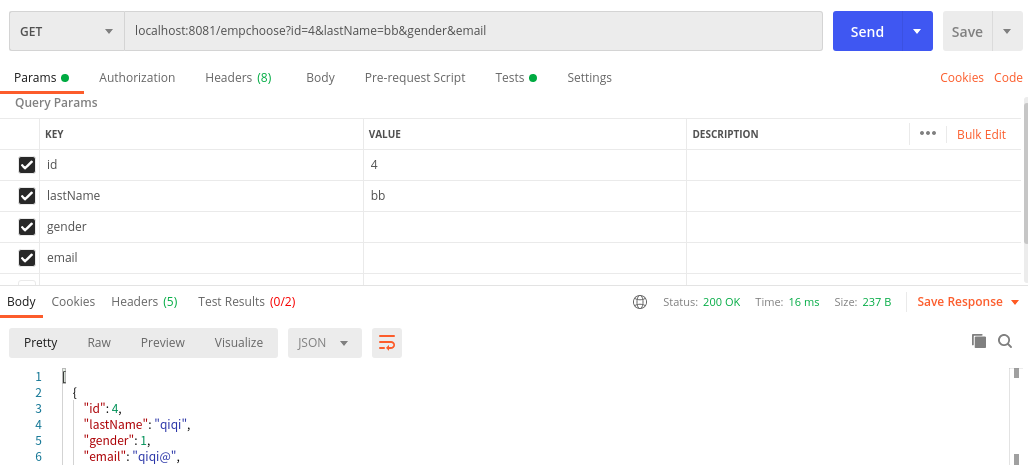 GET localhost:8081/empchoose?id=4&lastName=bb&gender&email Send Save
Params Authorization Headers (8) Body Pre-request Script Tests Settings Cookies Code
Query Params
KEY VALUE DESCRIPTION ••• Bulk Edit
id 4
lastName bb
gender
email
Body Cookies Headers (5) Test Results (0/2) Status: 200 OK Time: 16 ms Size: 237 B Save Response
Pretty Raw Preview Visualize JSON
1 [
2 {
3 "id": 4,
4 "lastName": "qiqi",
5 "gender": 1,
6 "email": "qiqi@",